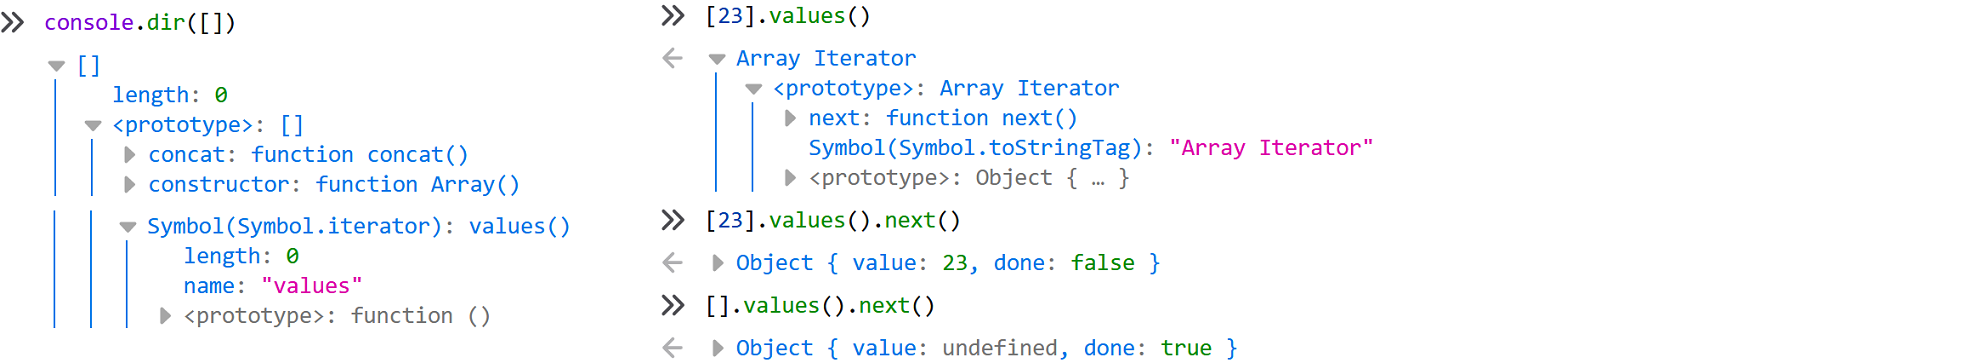 console.dir([])
[]
length: 0
<prototype>: []
concat: function concat()
constructor: function Array()
Symbol(Symbol.iterator): values()
length: 0
name: "values"
<prototype>: function ()
[23].values()
Array Iterator
<prototype>: Array Iterator
next: function next()
Symbol(Symbol.toStringTag): "Array Iterator"
<prototype>: Object { … }
[23].values().next()
Object { value: 23, done: false }
[].values().next()
Object { value: undefined, done: true }